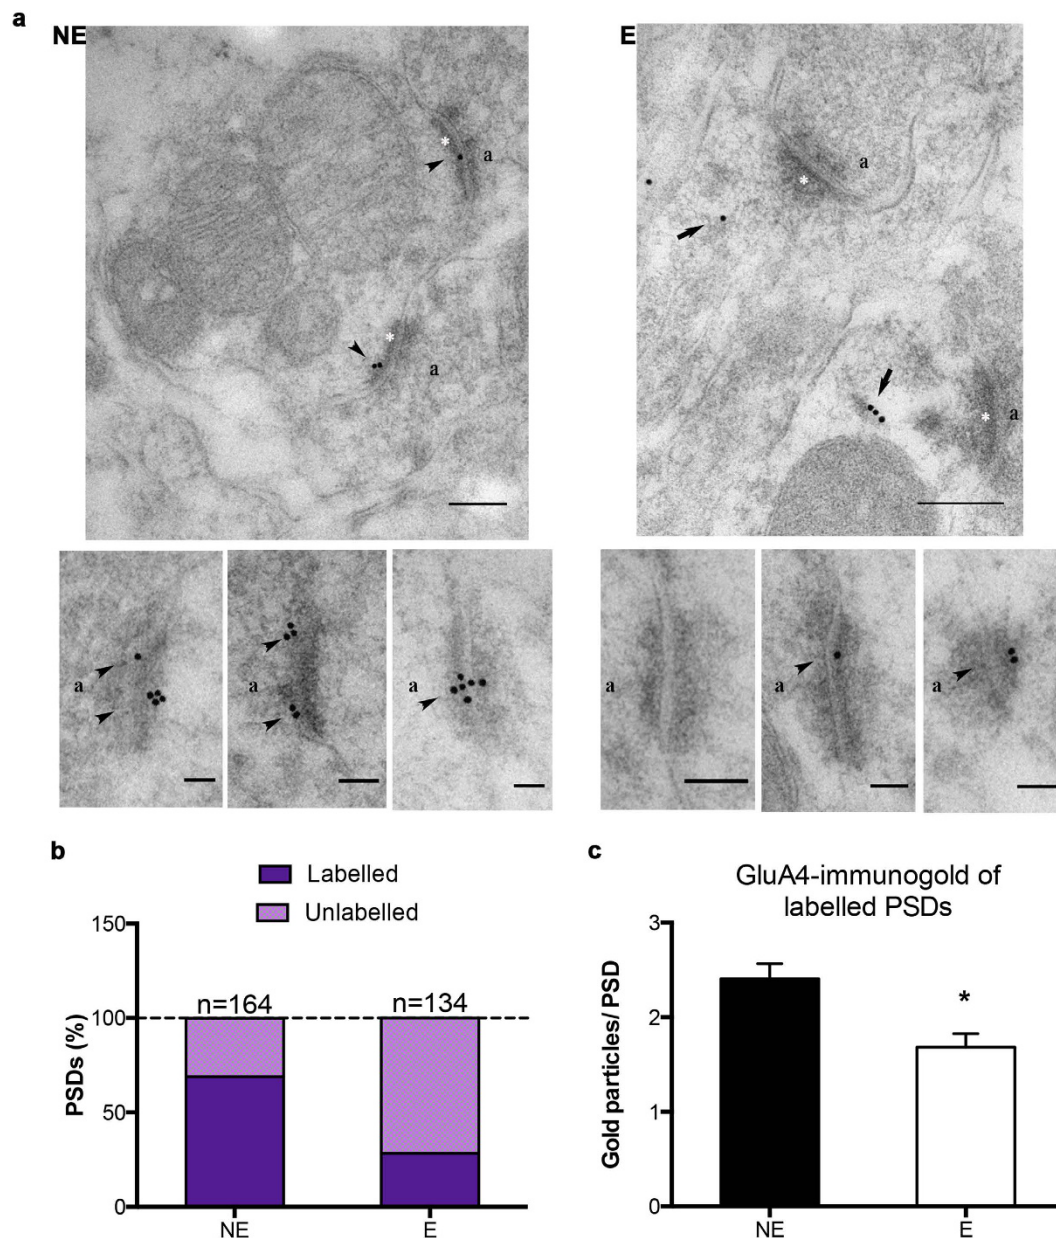 a
NE
E
*
a
*
a
a
*
*
a
a
a
a
a
a
a
b
Labelled
Unlabelled
150
100
50
0
PSDs (%)
n=164
n=134
NE
E
c
GluA4-immunogold of
labelled PSDs
3
2
1
0
Gold particles/ PSD
*
NE
E